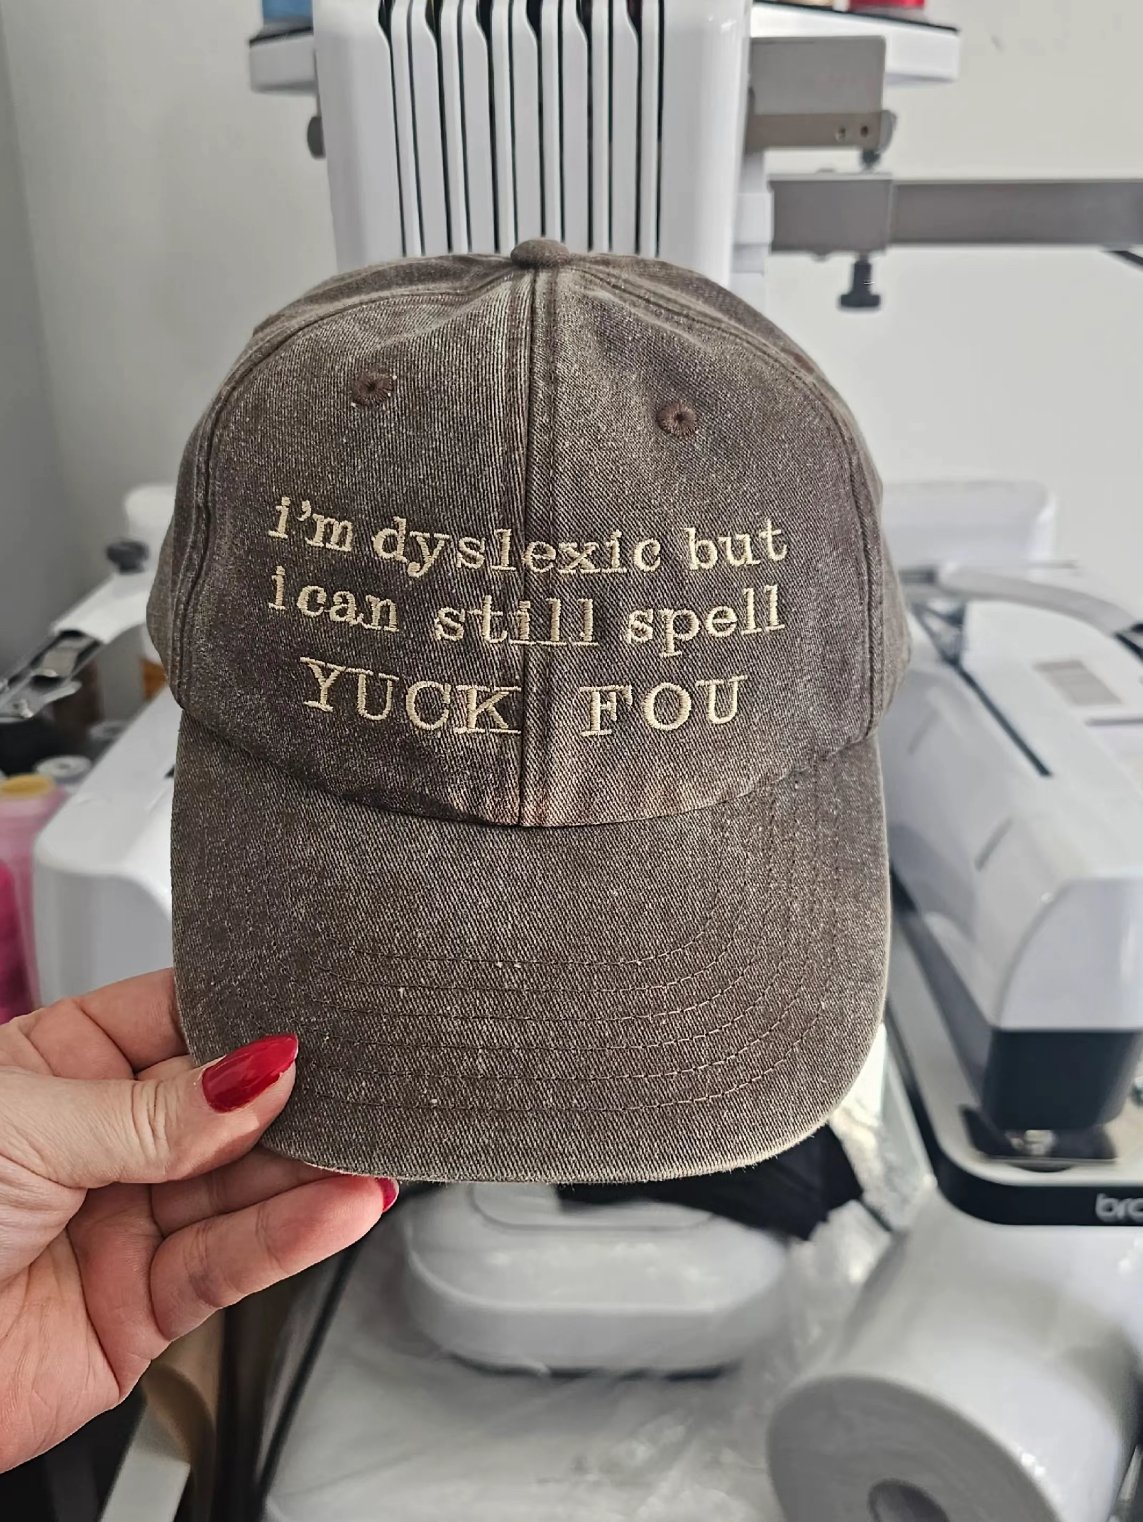 i'm dyslexic but
i can still spell
YUCK FOU